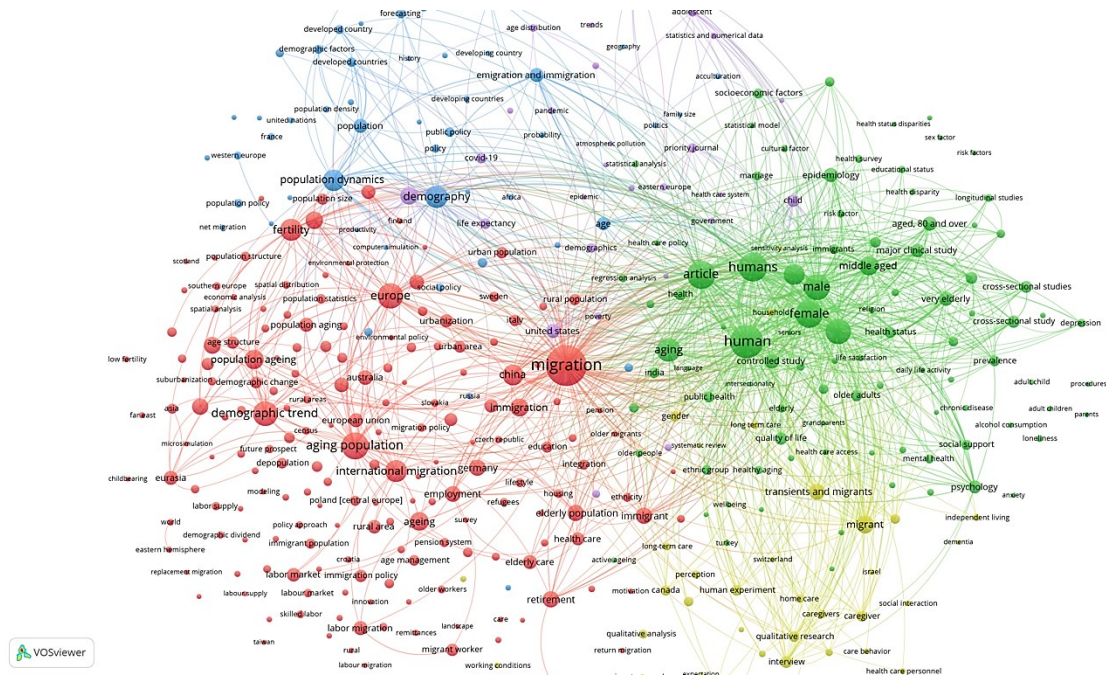 forecasting
age distribution
trends
adolescent
developed country
statistics and numerical data
demographic factors
history
developing country
geography
developed countries
emigration and immigration
acculturation
socioeconomic factors
population density
developing countries
pandemic
family size
united nations
population
public policy
probability
politics
statistical model
health status disparities
france
policy
atmospheric pollution
priority journal
cultural factor
sex factor
western europe
covid-19
statistical analysis
marriage
health survey
risk factors
population dynamics
eastern europe
health care system
epidemiology
educational status
population size
demography
africa
epidemic
child
health disparity
longitudinal studies
population policy
life expectancy
age
government
risk factor
net migration
fertility
productivity
finland
demographics
health care policy
aged, 80 and over
computer simulation
urban population
sensitivity analysis
immigrants
major clinical study
scotland
population structure
environmental protection
regression analysis
article
humans
middle aged
southern europe
spatial distribution
social policy
health
male
cross-sectional studies
economic analysis
population statistics
europe
sweden
rural population
very elderly
spatial analysis
italy
poverty
household
female
religion
population aging
urbanization
united states
cross-sectional study
depression
environmental policy
sensors
health status
age structure
urban area
human
low fertility
population ageing
migration
aging
controlled study
life satisfaction
prevalence
suburbanization
demographic change
australia
china
india
language
daily life activity
russia
intersectionality
adult child
procedures
rural areas
slovakia
public health
elderly
older adults
far east
asia
demographic trend
european union
migration policy
immigration
pension
gender
long term care
grandparents
chronic disease
adult children
parents
census
czech republic
older migrants
quality of life
alcohol consumption
microsimulation
future prospect
aging population
education
older people
systematic review
health care access
social support
loneliness
depopulation
germany
integration
ethnic group
healthy aging
mental health
childbearing
eurasia
international migration
lifestyle
housing
ethnicity
psychology
anxiety
modeling
poland [central europe]
employment
refugees
transients and migrants
labor supply
elderly population
immigrant
wellbeing
independent living
world
policy approach
rural area
ageing
survey
migrant
demographic dividend
immigrant population
pension system
health care
turkey
dementia
eastern hemisphere
croatia
age management
elderly care
active ageing
long-term care
switzerland
israel
replacement migration
labor market
immigration policy
older workers
perception
labour supply
labour market
retirement
motivation
canada
human experiment
home care
social interaction
skilled labor
innovation
landscape
care
caregivers
caregiver
taiwan
labor migration
remittances
qualitative analysis
qualitative research
rural
migrant worker
return migration
care behavior
labour migration
working conditions
interview
health care personnel
expectation
VOSviewer